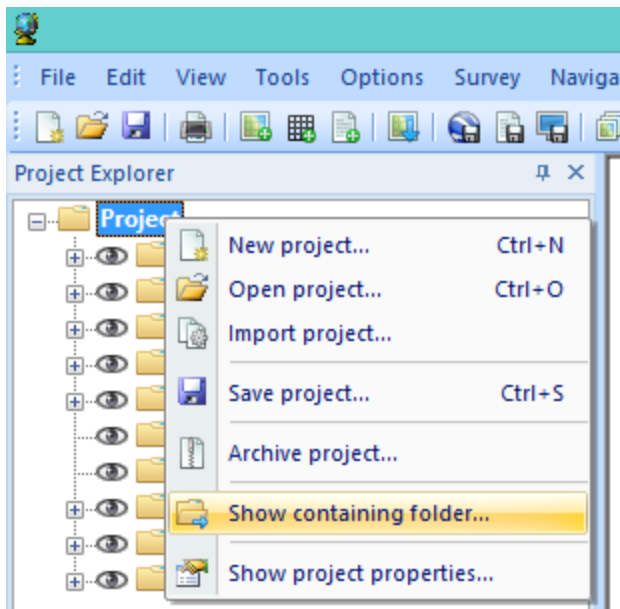 File Edit View Tools Options Survey Naviga
Project Explorer
Project
New project... Ctrl+N
Open project... Ctrl+O
Import project...
Save project... Ctrl+S
Archive project...
Show containing folder...
Show project properties...